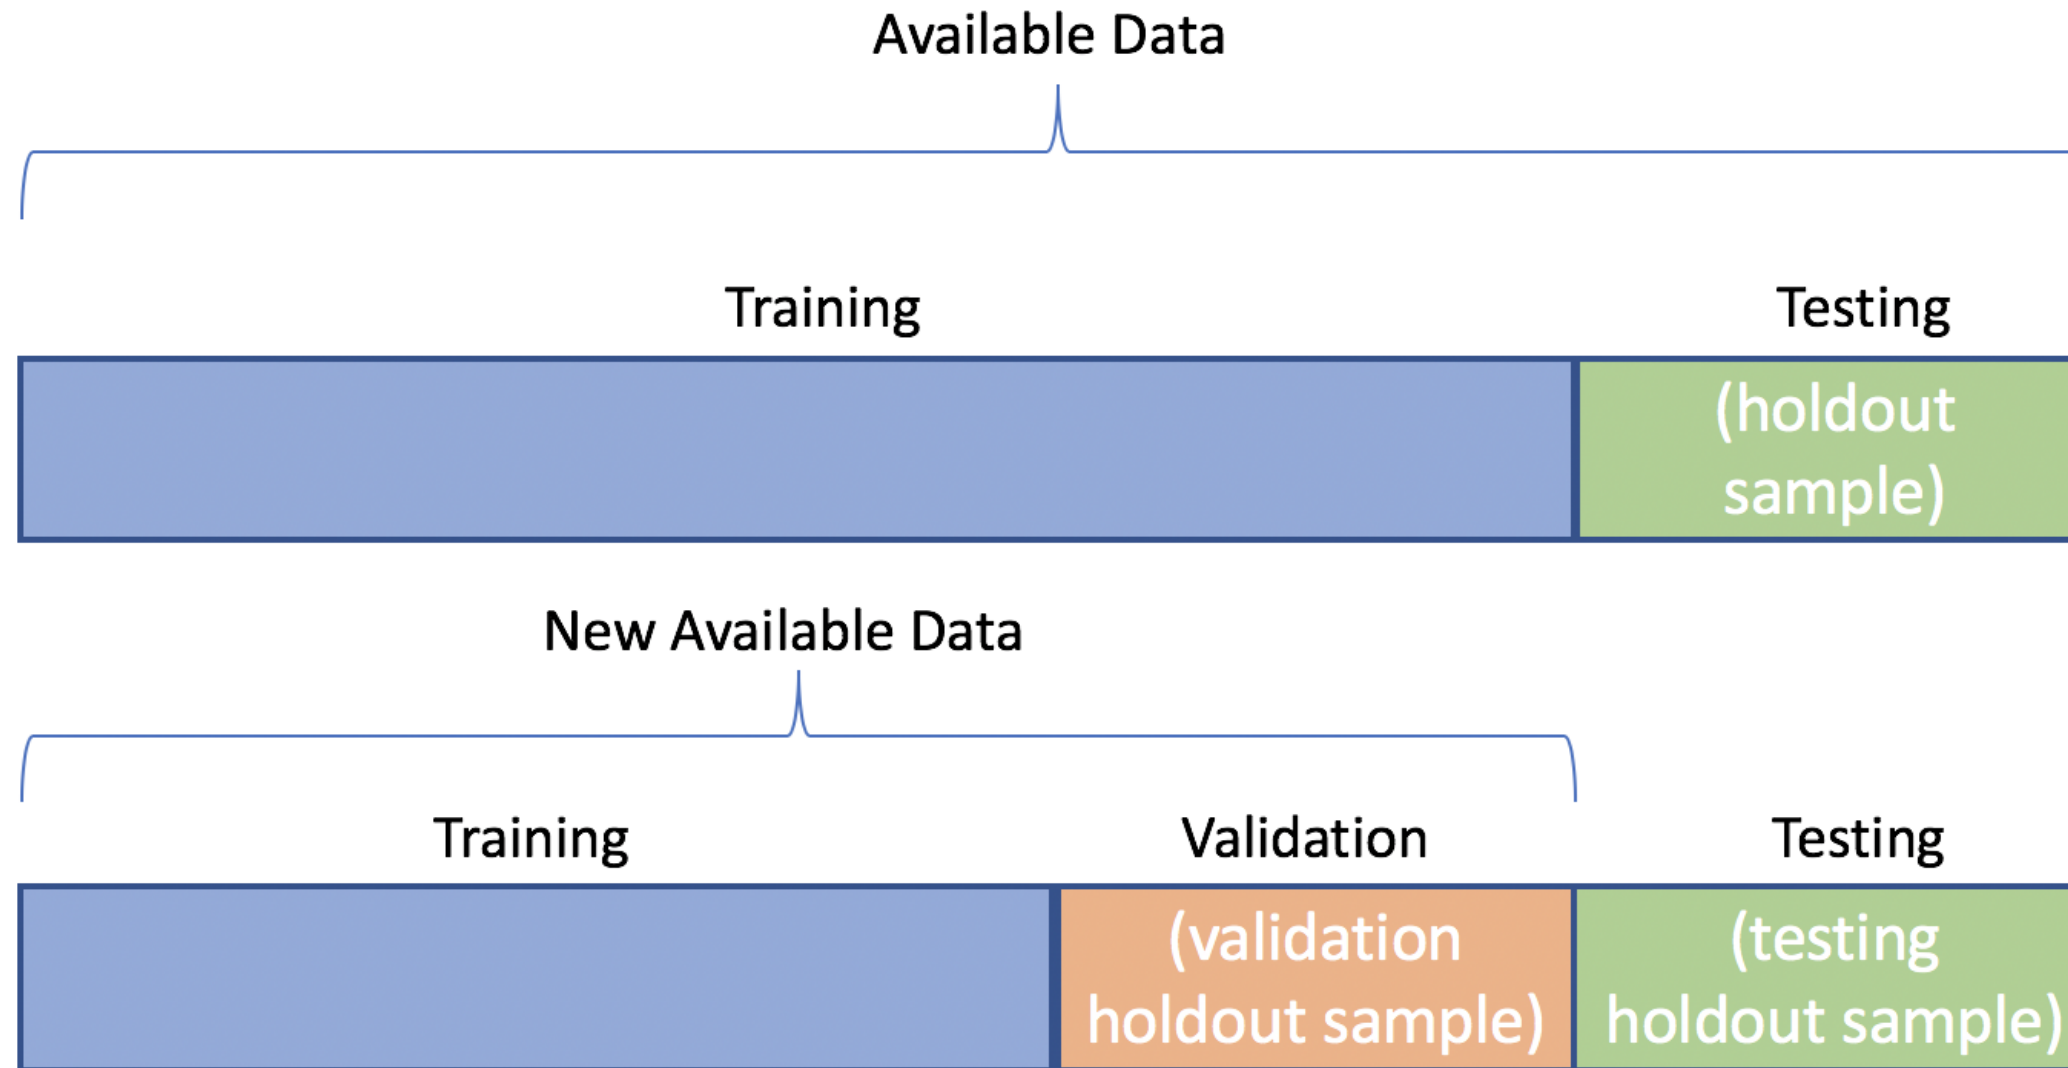 Available Data
Training
Testing
(holdout
sample)
New Available Data
Training
Validation
Testing
(validation
holdout sample)
(testing
holdout sample)